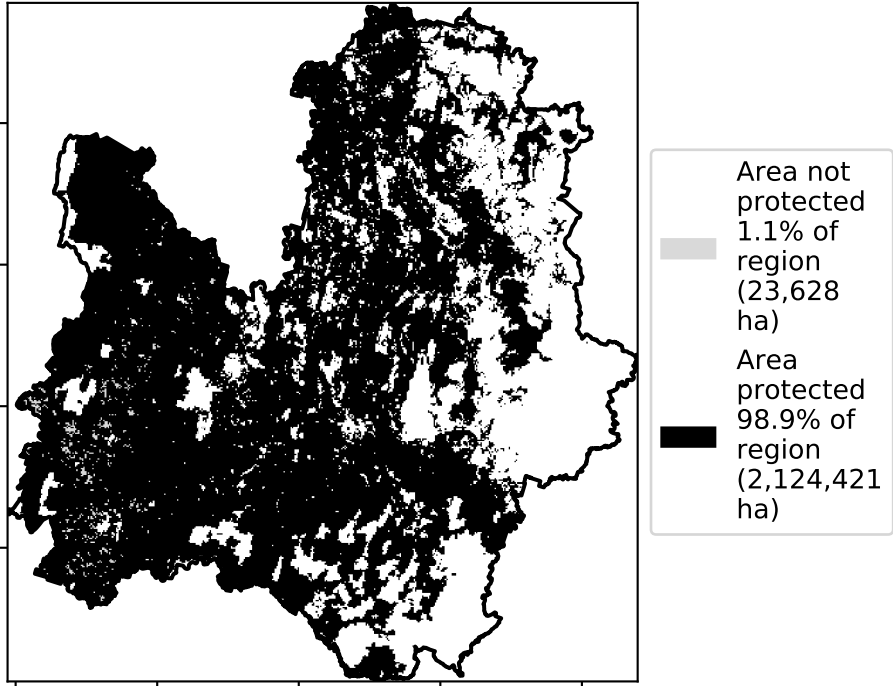 Area not
protected
1.1% of
region
(23,628
ha)
Area
protected
98.9% of
region
(2,124,421
ha)